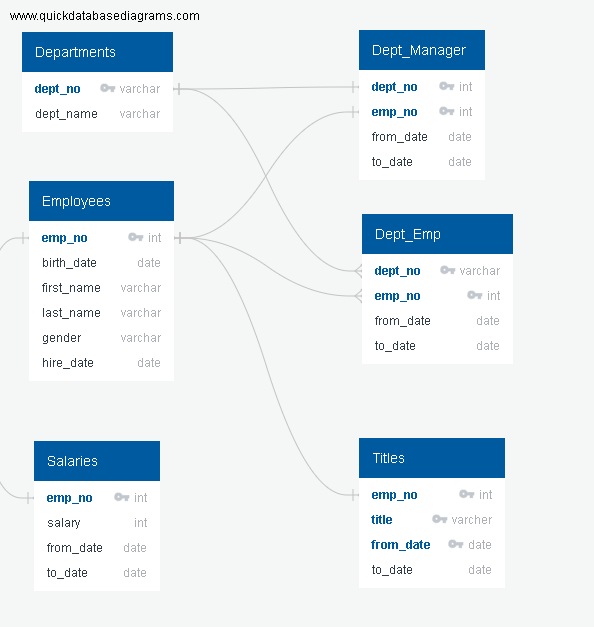 www.quickdatabasediagrams.com
Departments
dept_no varchar
dept_name varchar
Employees
emp_no int
birth_date date
first_name varchar
last_name varchar
gender varchar
hire_date date
Salaries
emp_no int
salary int
from_date date
to_date date
Dept_Manager
dept_no int
emp_no int
from_date date
to_date date
Dept_Emp
dept_no varchar
emp_no int
from_date date
to_date date
Titles
emp_no int
title varcher
from_date date
to_date date